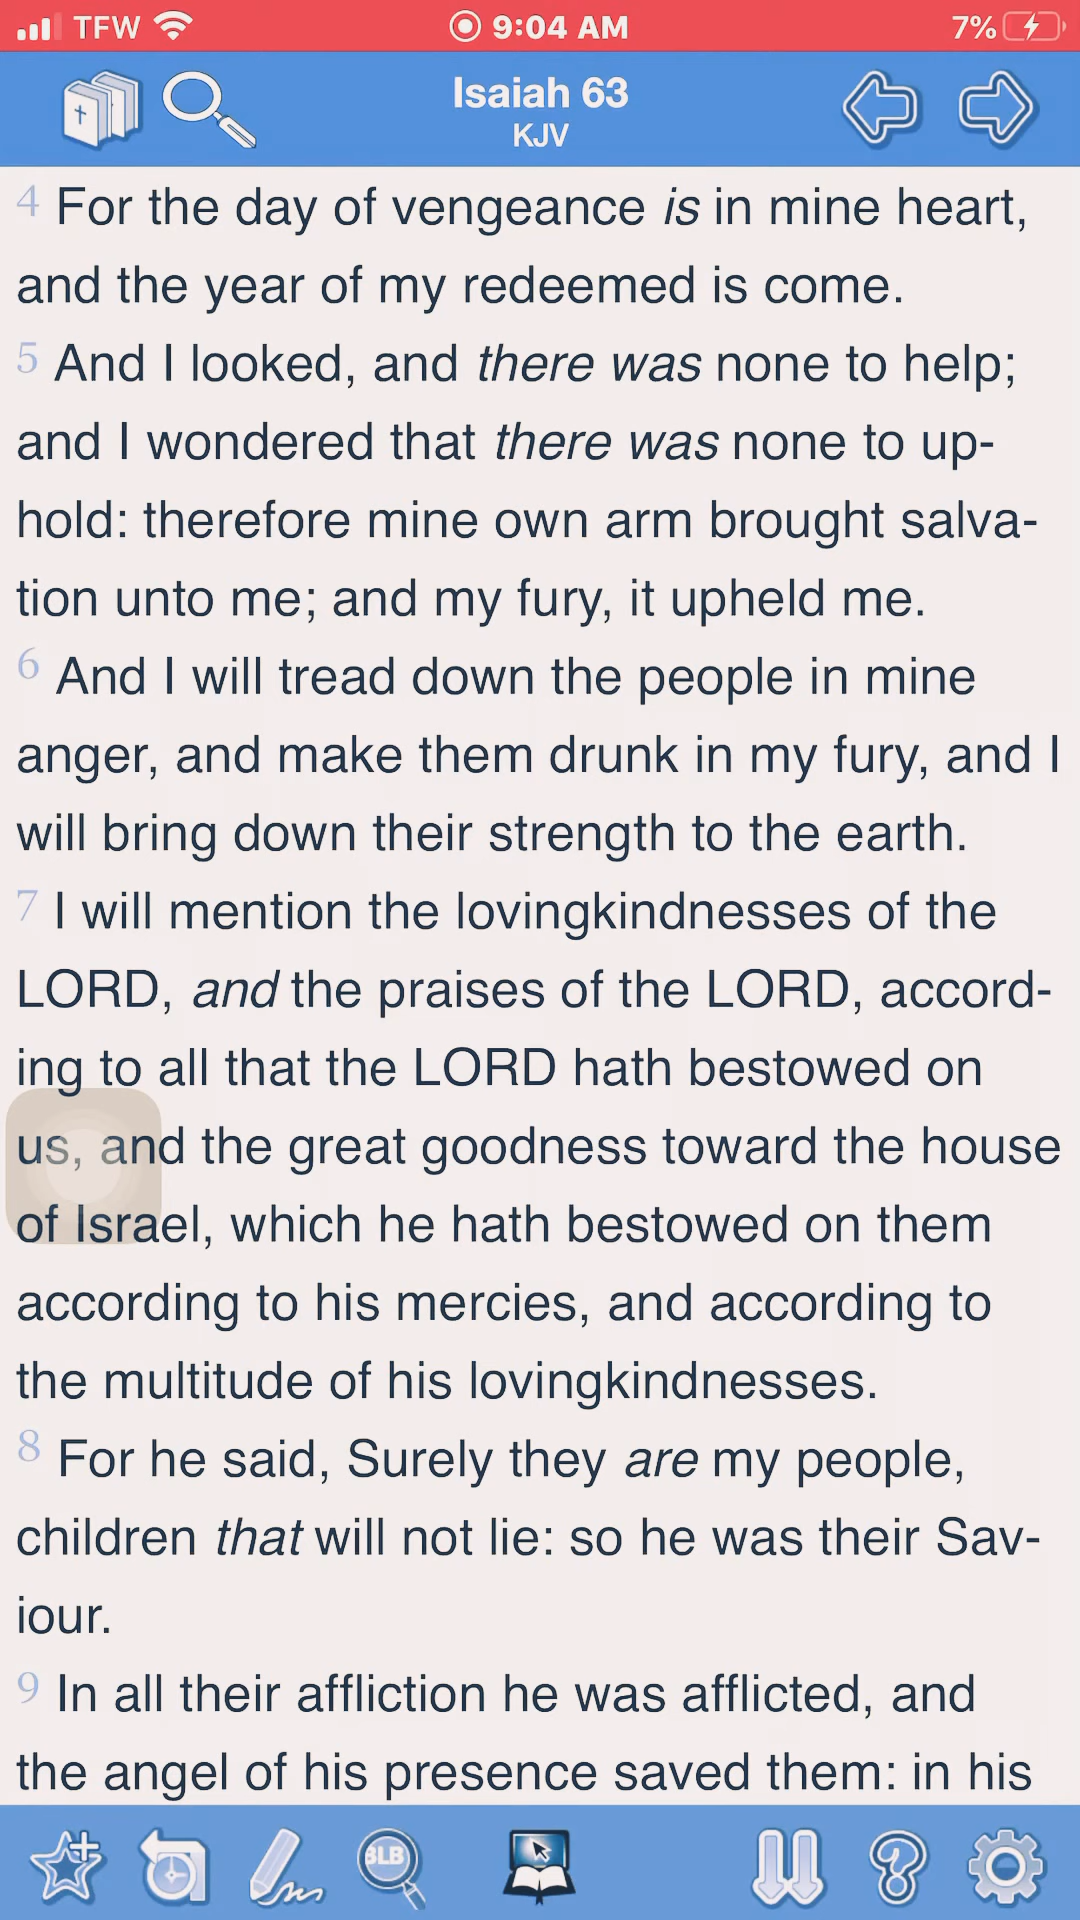 TFW 9:04 AM 7%
Isaiah 63
KJV
4 For the day of vengeance is in mine heart,
and the year of my redeemed is come.
5 And I looked, and there was none to help;
and I wondered that there was none to up-
hold: therefore mine own arm brought salva-
tion unto me; and my fury, it upheld me.
6 And I will tread down the people in mine
anger, and make them drunk in my fury, and I
will bring down their strength to the earth.
7 I will mention the lovingkindnesses of the
LORD, and the praises of the LORD, accord-
ing to all that the LORD hath bestowed on
us, and the great goodness toward the house
of Israel, which he hath bestowed on them
according to his mercies, and according to
the multitude of his lovingkindnesses.
8 For he said, Surely they are my people,
children that will not lie: so he was their Sav-
iour.
9 In all their affliction he was afflicted, and
the angel of his presence saved them: in his
BLB